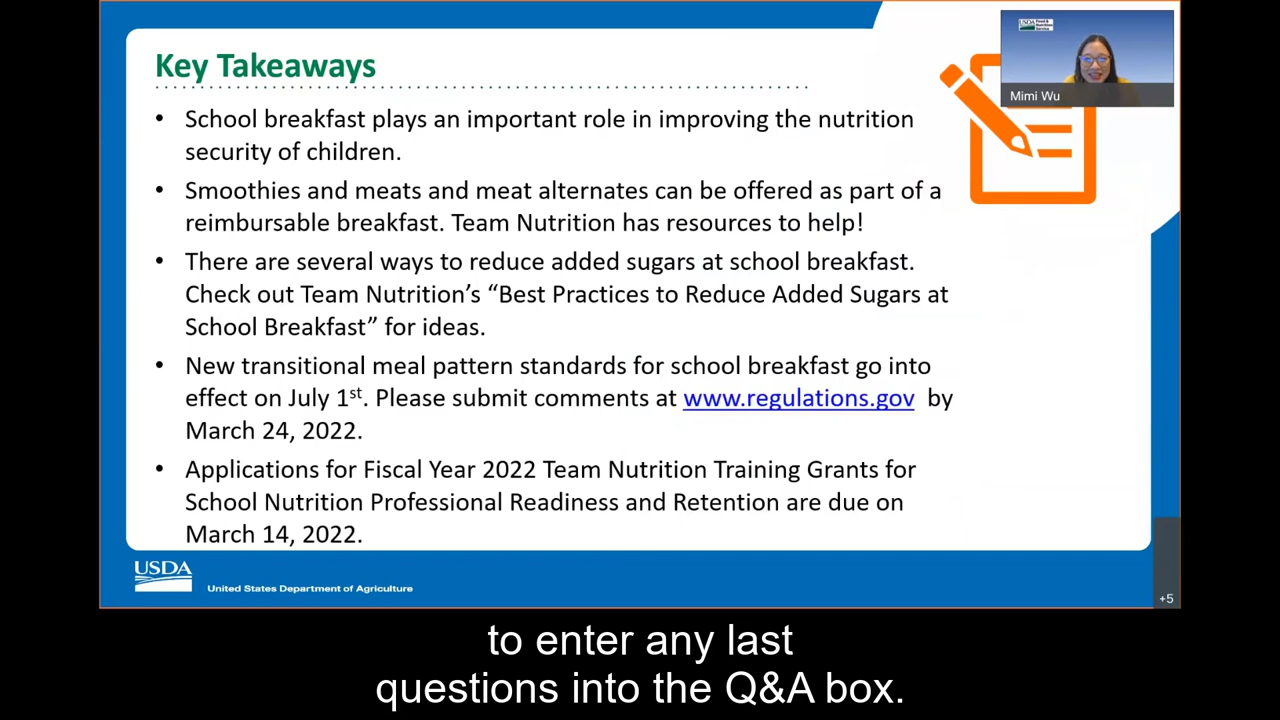 Key Takeaways
• School breakfast plays an important role in improving the nutrition
security of children.
• Smoothies and meats and meat alternates can be offered as part of a
reimbursable breakfast. Team Nutrition has resources to help!
• There are several ways to reduce added sugars at school breakfast.
Check out Team Nutrition’s “Best Practices to Reduce Added Sugars at
School Breakfast” for ideas.
• New transitional meal pattern standards for school breakfast go into
effect on July 1st. Please submit comments at www.regulations.gov by
March 24, 2022.
• Applications for Fiscal Year 2022 Team Nutrition Training Grants for
School Nutrition Professional Readiness and Retention are due on
March 14, 2022.
USDA
Food &
Nutrition
Service
Mimi Wu
USDA
United States Department of Agriculture
+5
to enter any last
questions into the Q&A box.